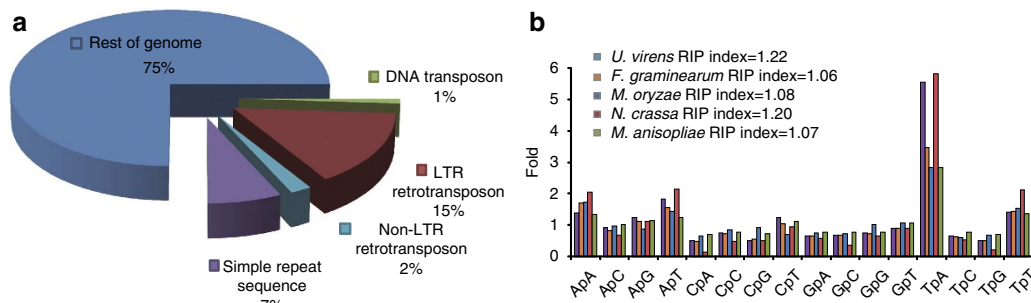 a
Rest of genome
75%
DNA transposon
1%
LTR
retrotransposon
15%
Non-LTR
retrotransposon
2%
Simple repeat
sequence
7%
b
U. virens RIP index=1.22
F. graminearum RIP index=1.06
M. oryzae RIP index=1.08
N. crassa RIP index=1.20
M. anisopliae RIP index=1.07
Fold
6
5
4
3
2
1
0
ApA
ApC
ApG
ApT
CpA
CpC
CpG
CpT
GpA
GpC
GpG
GpT
TpA
TpC
TpG
TpT